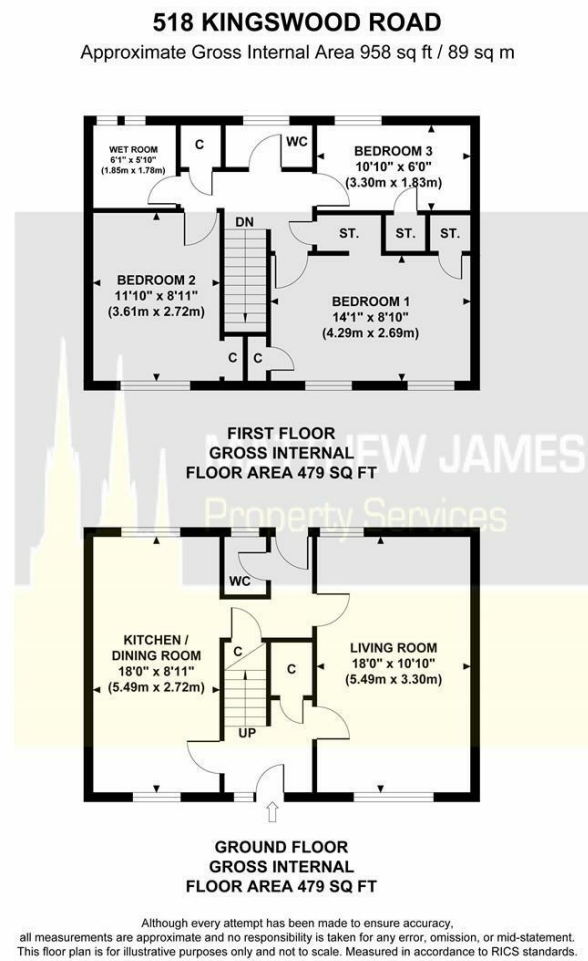 518 KINGSWOOD ROAD
Approximate Gross Internal Area 958 sq ft / 89 sq m
WET ROOM
6'1" x 5'10"
(1.85m x 1.78m)
C
WC
BEDROOM 3
10'10" x 6'0"
(3.30m x 1.83m)
DN
ST.
ST.
ST.
BEDROOM 2
11'10" x 8'11"
(3.61m x 2.72m)
BEDROOM 1
14'1" x 8'10"
(4.29m x 2.69m)
C
C
FIRST FLOOR
GROSS INTERNAL
FLOOR AREA 479 SQ FT
MATTHEW JAMES
Property Services
WC
KITCHEN /
DINING ROOM
18'0" x 8'11"
(5.49m x 2.72m)
C
C
UP
LIVING ROOM
18'0" x 10'10"
(5.49m x 3.30m)
GROUND FLOOR
GROSS INTERNAL
FLOOR AREA 479 SQ FT
Although every attempt has been made to ensure accuracy,
all measurements are approximate and no responsibility is taken for any error, omission, or mid-statement.
This floor plan is for illustrative purposes only and not to scale. Measured in accordance to RICS standards.